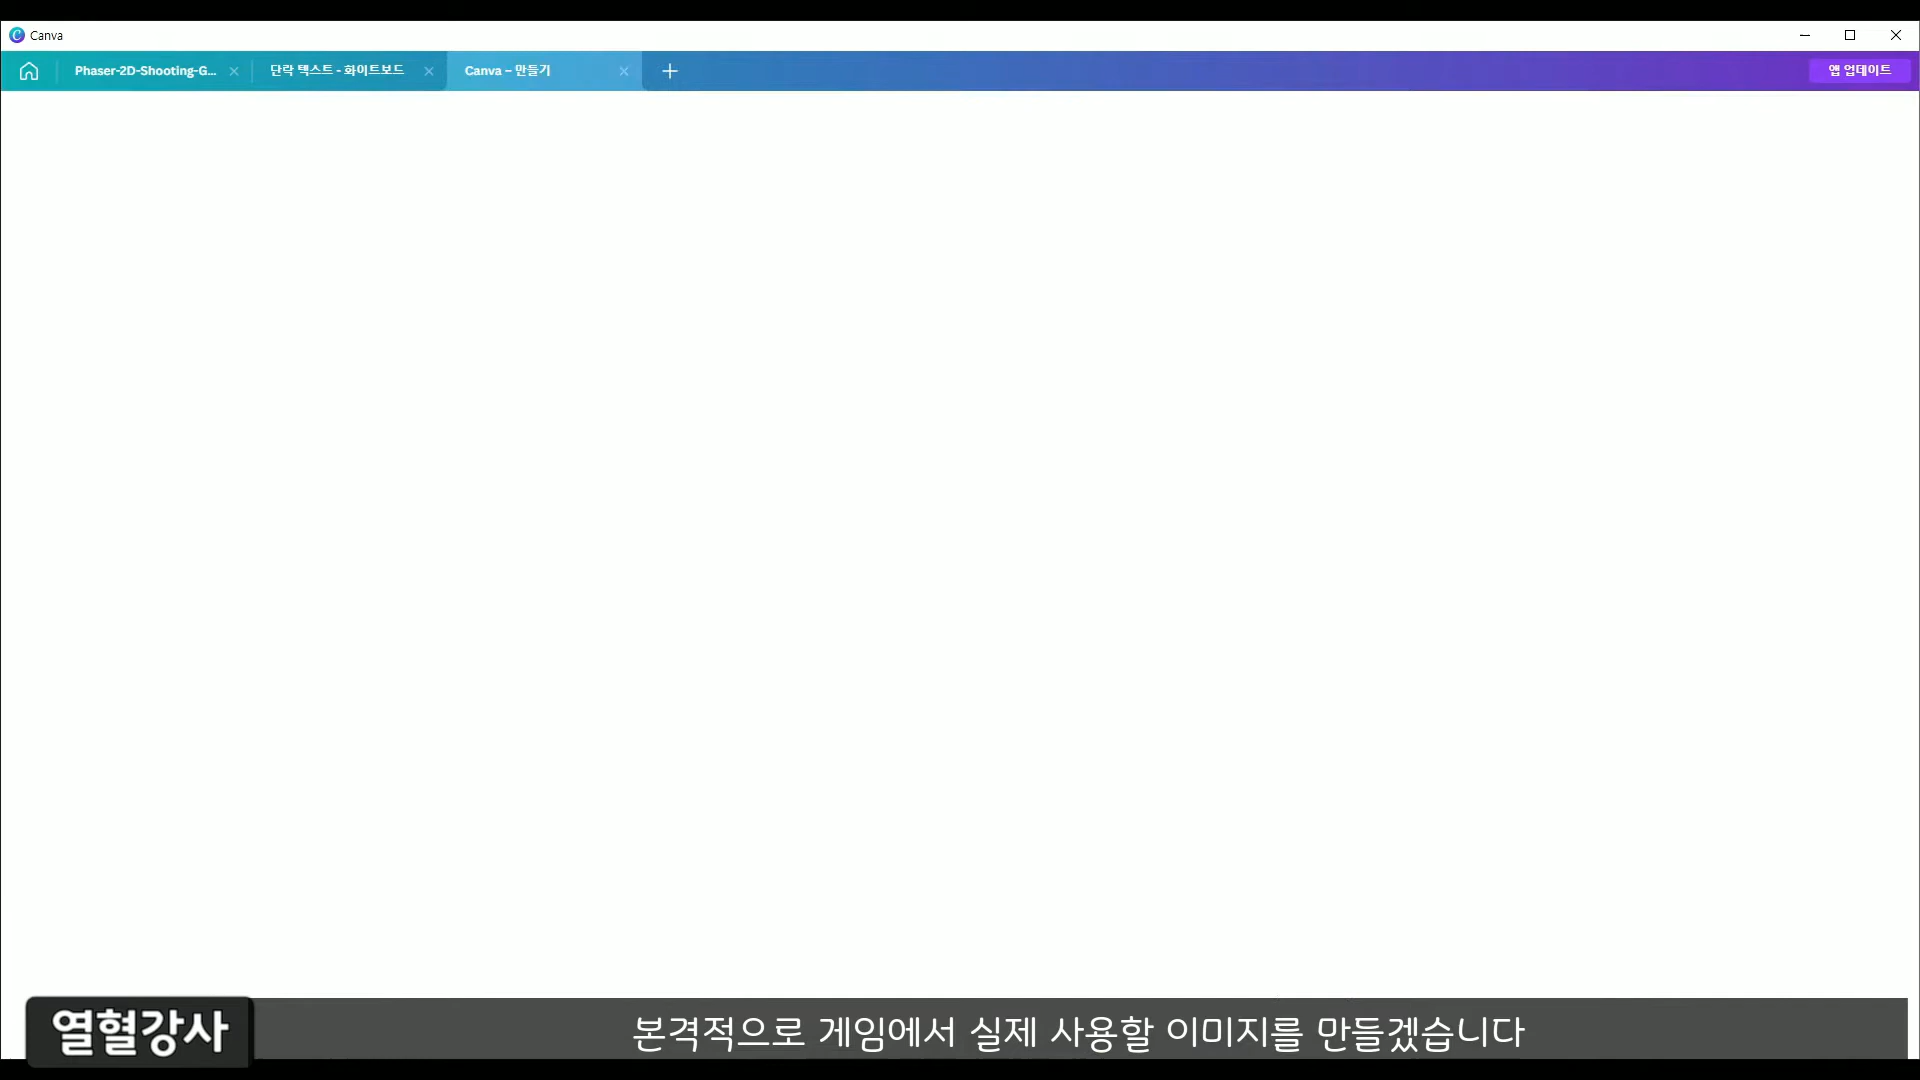 Canva
Phaser-2D-Shooting-G...
단락 텍스트 - 화이트보드
Canva – 만들기
앱 업데이트
열혈강사
본격적으로 게임에서 실제 사용할 이미지를 만들겠습니다